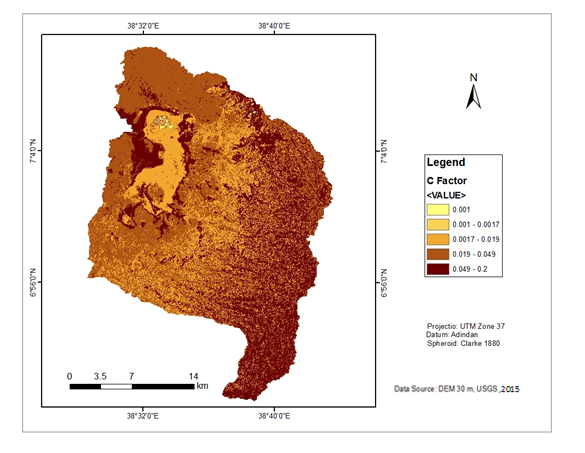 38°32'0"E 38°40'0"E
N
7°4'0"N 7°4'0"N
Legend
C Factor
<VALUE>
0.001
0.001 - 0.0017
0.0017 - 0.019
0.019 - 0.049
0.049 - 0.2
6°56'0"N 6°56'0"N
Projectio: UTM Zone 37
Datum: Adindan
Spheroid: Clarke 1880
0 3.5 7 14
km
Data Source: DEM 30 m, USGS,2015
38°32'0"E 38°40'0"E